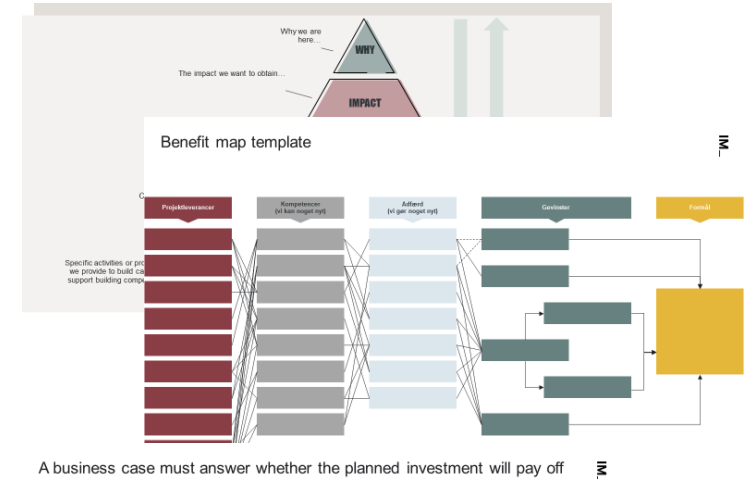 Why we are
here…
WHY
The impact we want to obtain…
IMPACT
Benefit map template
IM_
C
Projektleverancer
Kompetencer
(vi kan noget nyt)
Adfærd
(vi gør noget nyt)
Gevinster
Formål
Specific activities or pro
we provide to build ca
support building compe
A business case must answer whether the planned investment will pay off
IM_